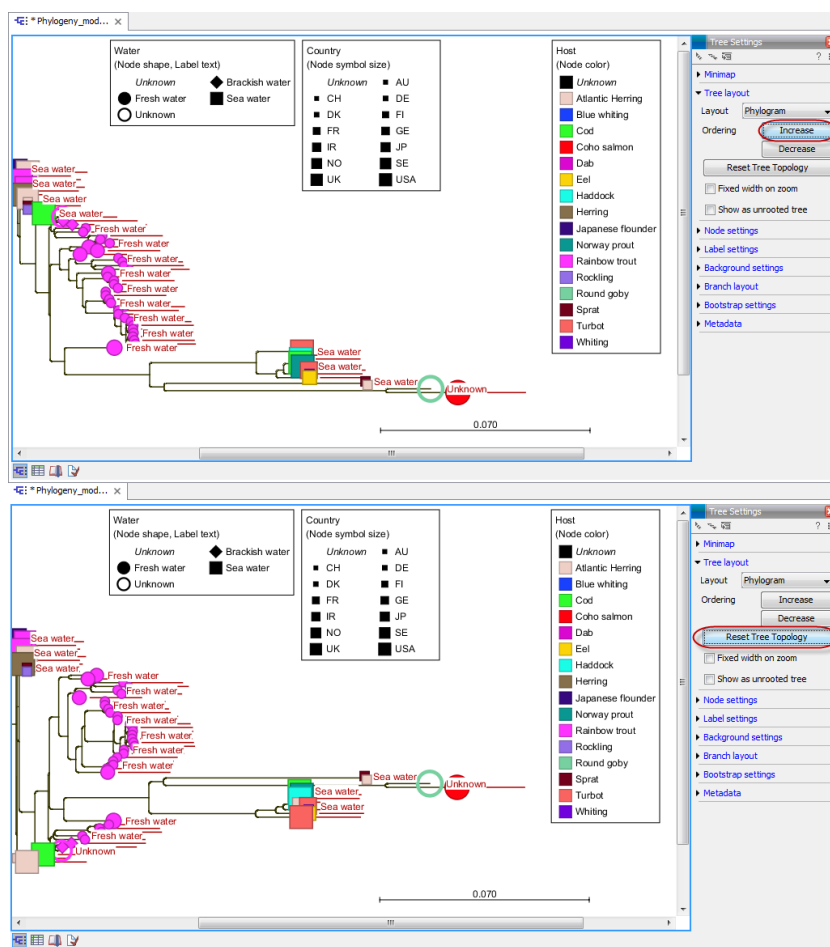 * Phylogeny_mod... ×
Water
(Node shape, Label text)
Unknown
Brackish water
Fresh water
Sea water
Unknown
Country
(Node symbol size)
Unknown
AU
CH
DE
DK
FI
FR
GE
IR
JP
NO
SE
UK
USA
Host
(Node color)
Unknown
Atlantic Herring
Blue whiting
Cod
Coho salmon
Dab
Eel
Haddock
Herring
Japanese flounder
Norway prout
Rainbow trout
Rockling
Round goby
Sprat
Turbot
Whiting
Sea water
Sea water
Sea water
Sea water
Fresh water
Fresh water
Fresh water
Fresh water
Fresh water
Fresh water
Fresh water
Fresh water
Fresh water
Sea water
Sea water
Sea water
Unknown
0.070
Tree Settings
?
Minimap
Tree layout
Layout Phylogram
Ordering Increase
Decrease
Reset Tree Topology
Fixed width on zoom
Show as unrooted tree
Node settings
Label settings
Background settings
Branch layout
Bootstrap settings
Metadata
* Phylogeny_mod... ×
Water
(Node shape, Label text)
Unknown
Brackish water
Fresh water
Sea water
Unknown
Country
(Node symbol size)
Unknown
AU
CH
DE
DK
FI
FR
GE
IR
JP
NO
SE
UK
USA
Host
(Node color)
Unknown
Atlantic Herring
Blue whiting
Cod
Coho salmon
Dab
Eel
Haddock
Herring
Japanese flounder
Norway prout
Rainbow trout
Rockling
Round goby
Sprat
Turbot
Whiting
Sea water
Sea water
Sea water
Fresh water
Fresh water
Fresh water
Fresh water
Fresh water
Fresh water
Fresh water
Sea water
Unknown
Sea water
Sea water
Fresh water
Fresh water
Unknown
0.070
Tree Settings
?
Minimap
Tree layout
Layout Phylogram
Ordering Increase
Decrease
Reset Tree Topology
Fixed width on zoom
Show as unrooted tree
Node settings
Label settings
Background settings
Branch layout
Bootstrap settings
Metadata